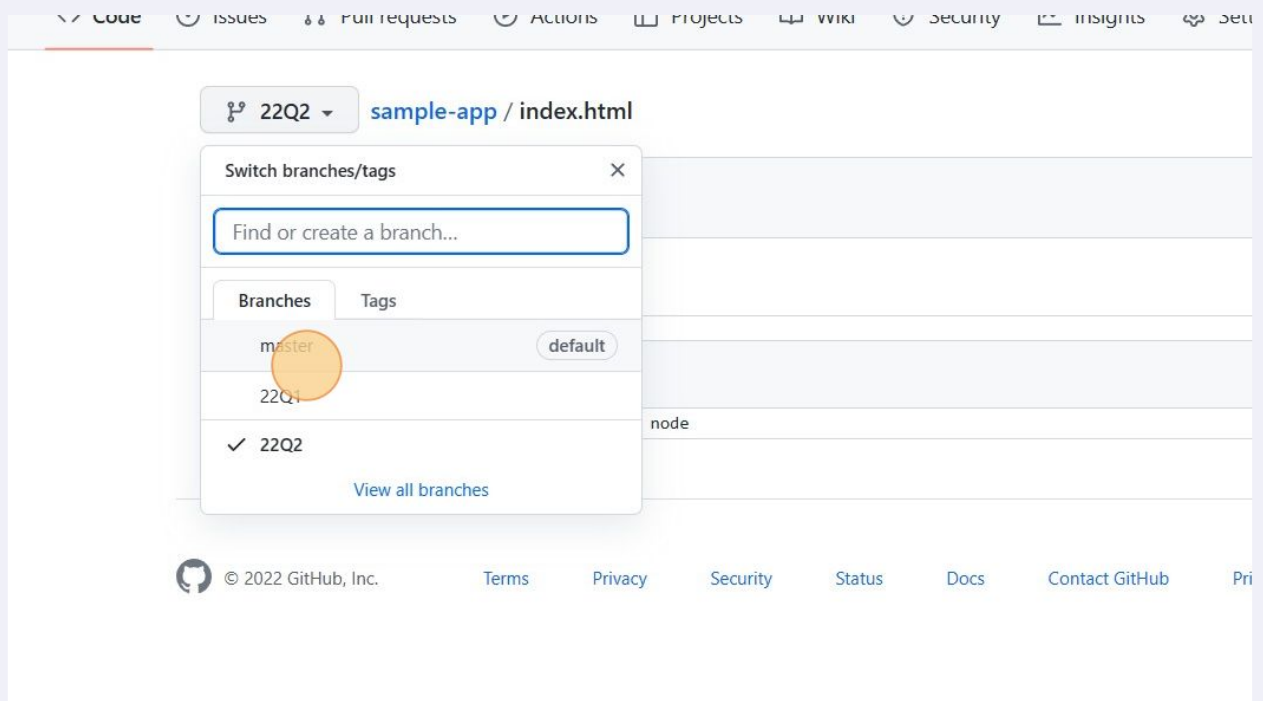 Code Issues Pull requests Actions Projects Wiki Security Insights
22Q2 sample-app / index.html
Switch branches/tags
Find or create a branch...
Branches Tags
master default
22Q1
22Q2
node
View all branches
© 2022 GitHub, Inc. Terms Privacy Security Status Docs Contact GitHub Pri